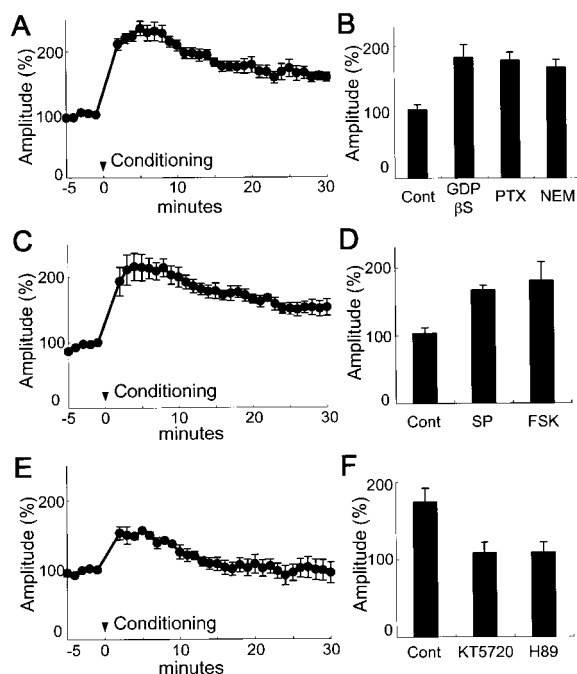 A
Amplitude (%)
200
100
0
Conditioning
-5 0 10 20 30
minutes
B
Amplitude (%)
200
100
0
Cont GDP βS PTX NEM
C
Amplitude (%)
200
100
0
Conditioning
-5 0 10 20 30
minutes
D
Amplitude (%)
200
100
0
Cont SP FSK
E
Amplitude (%)
200
100
0
Conditioning
-5 0 10 20 30
minutes
F
Amplitude (%)
200
100
0
Cont KT5720 H89